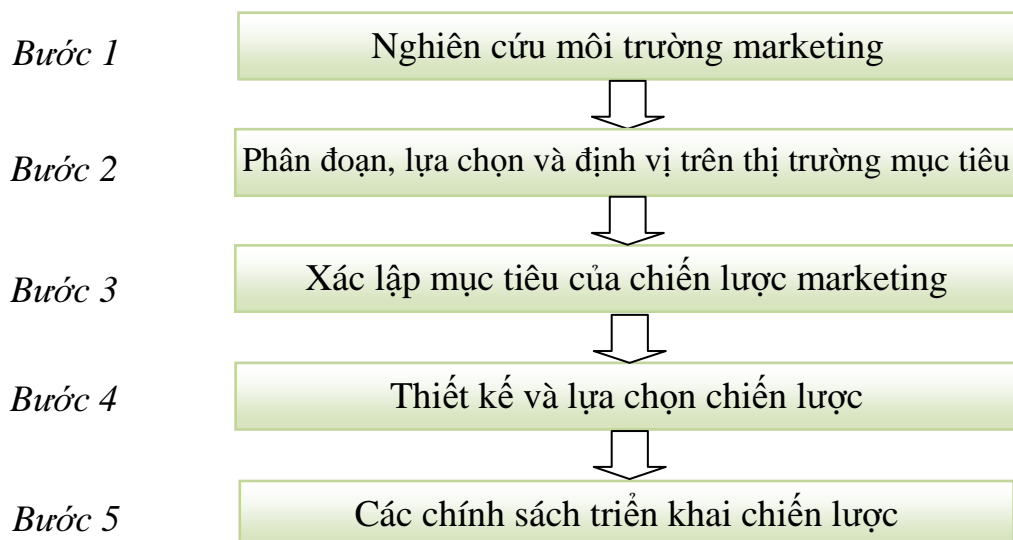 Bước 1
Nghiên cứu môi trường marketing
Bước 2
Phân đoạn, lựa chọn và định vị trên thị trường mục tiêu
Bước 3
Xác lập mục tiêu của chiến lược marketing
Bước 4
Thiết kế và lựa chọn chiến lược
Bước 5
Các chính sách triển khai chiến lược